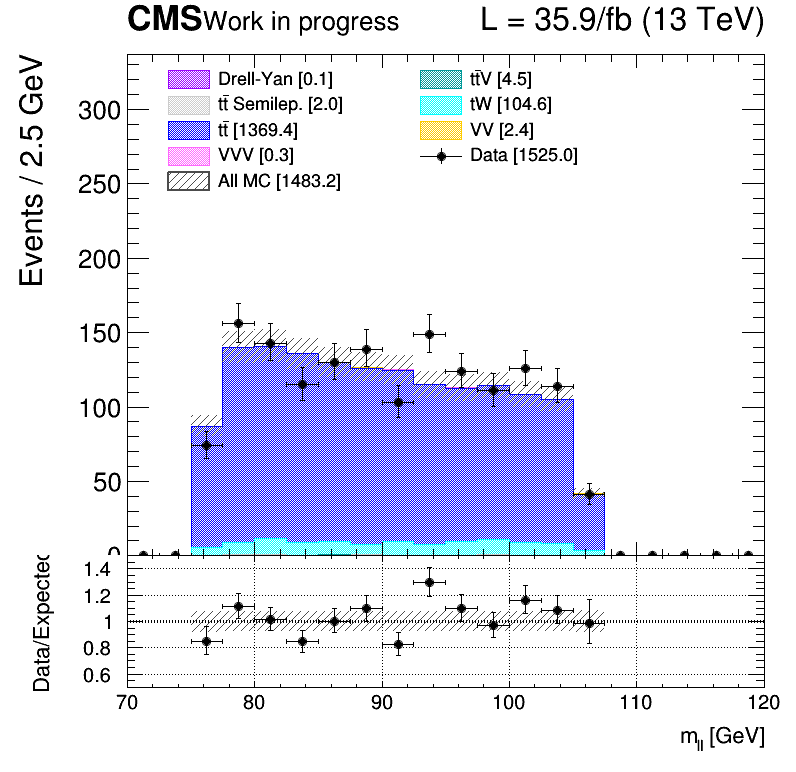 CMS Work in progress L = 35.9/fb (13 TeV)
Events / 2.5 GeV
Drell-Yan [0.1]
tt̄ Semilep. [2.0]
tt̄ [1369.4]
VVV [0.3]
All MC [1483.2]
tt̄V [4.5]
tW [104.6]
VV [2.4]
Data [1525.0]
300
250
200
150
100
50
0
Data/Expected
1.4
1.2
1
0.8
0.6
70 80 90 100 110 120
m_ll [GeV]